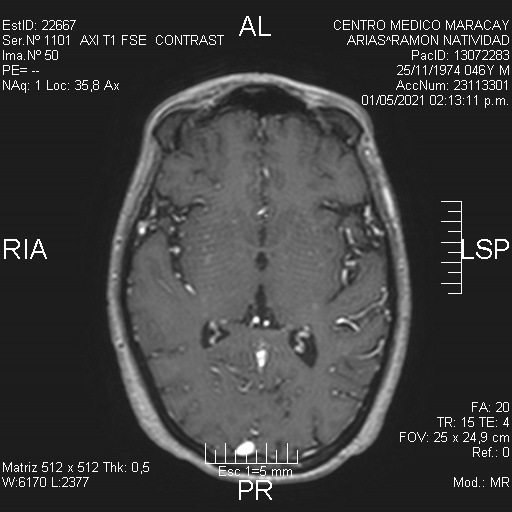 EstID: 22667
Ser.Nº 1101 AXI T1 FSE CONTRAST
Ima.Nº 50
PE= --
NAq: 1 Loc: 35,8 Ax
AL
CENTRO MEDICO MARACAY
ARIAS^RAMON NATIVIDAD
PacID: 13072283
25/11/1974 046Y M
AccNum: 23113301
01/05/2021 02:13:11 p.m.
RIA
LSP
FA: 20
TR: 15 TE: 4
FOV: 25 x 24,9 cm
Ref.: 0
Mod.: MR
Matriz 512 x 512 Thk: 0,5
W:6170 L:2377
Esc.1=5 mm
PR